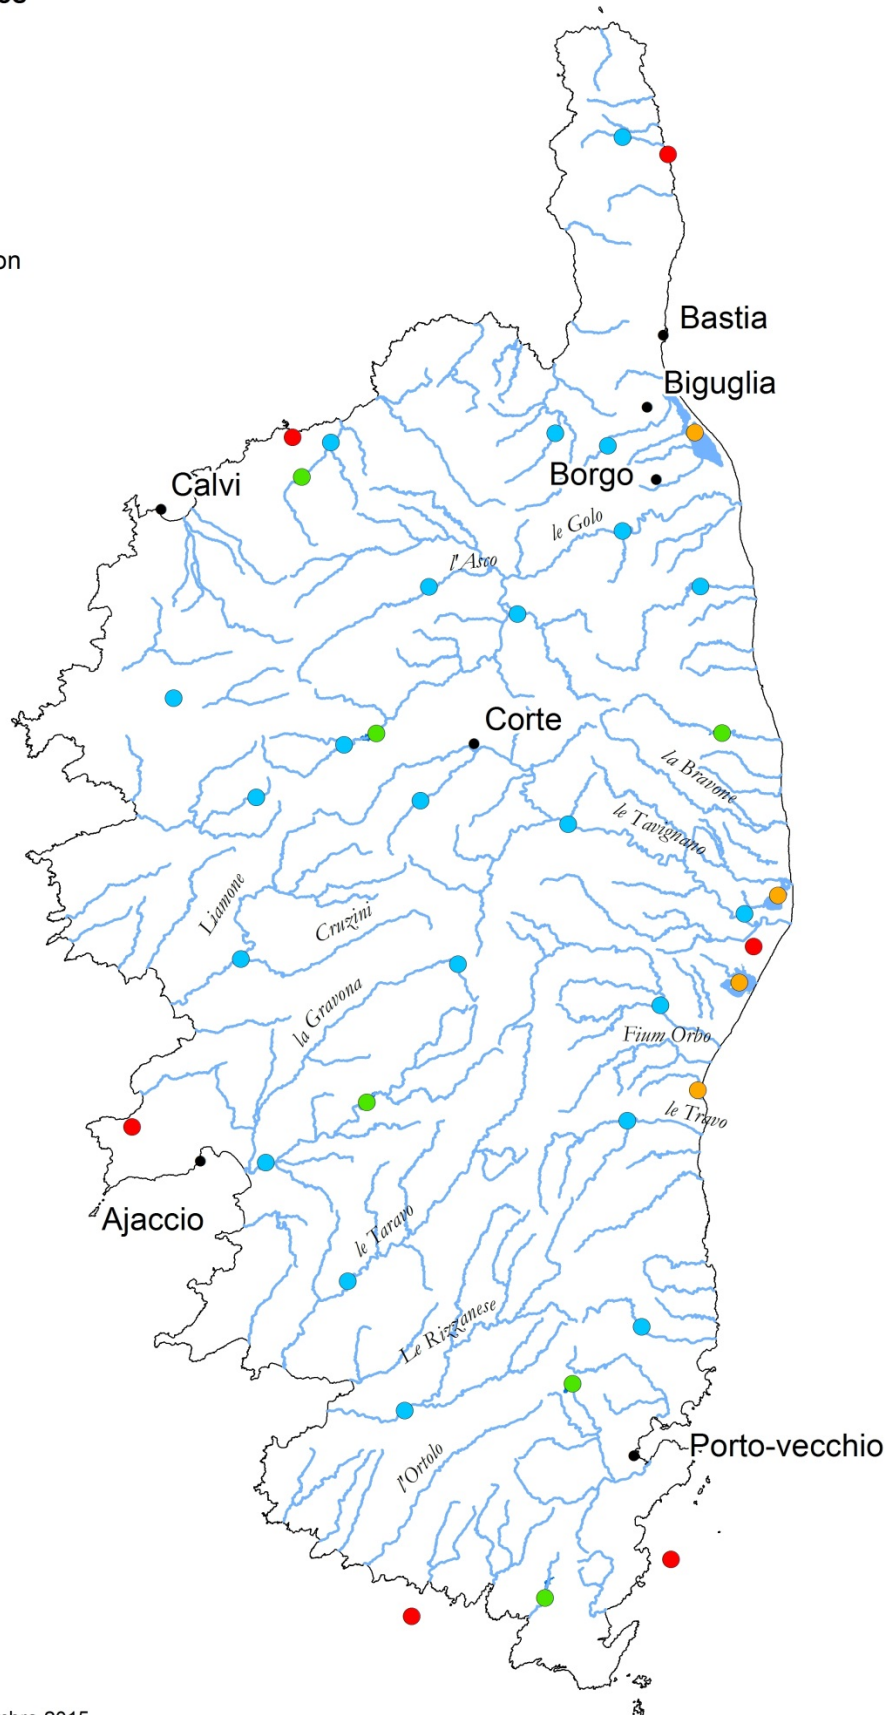 on
Bastia
Biguglia
Calvi
Borgo
le Golo
l'Asco
Corte
la Bravone
le Tavignano
Liamone
Cruzini
la Gravona
Fium Orbo
le Travo
Ajaccio
le Taravo
Le Rizzanese
Porto-vecchio
l'Ortolo